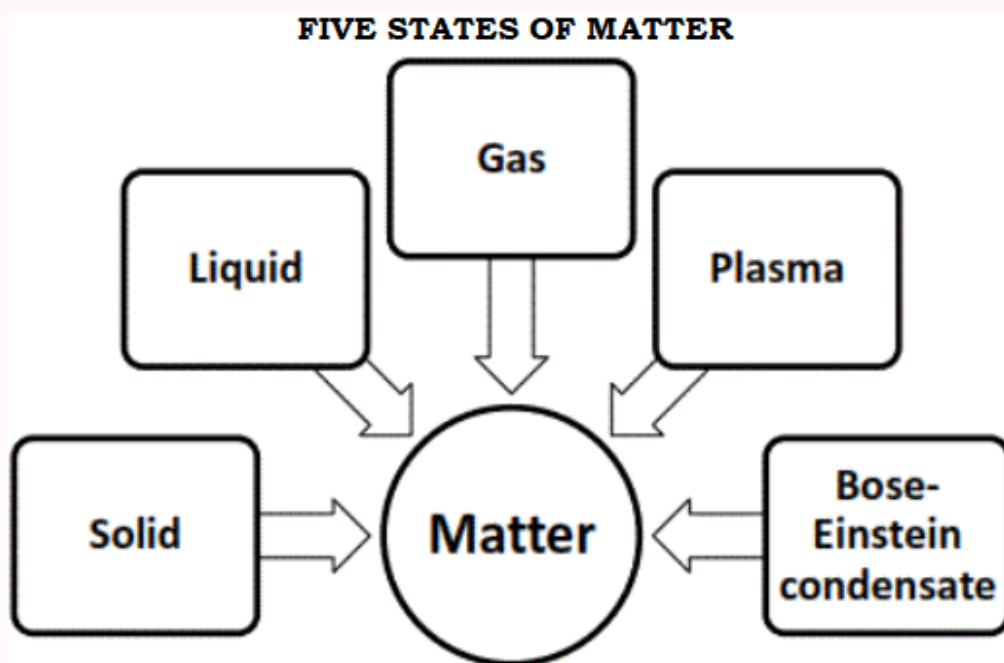 FIVE STATES OF MATTER
Gas
Liquid
Plasma
Solid
Matter
Bose-
Einstein
condensate